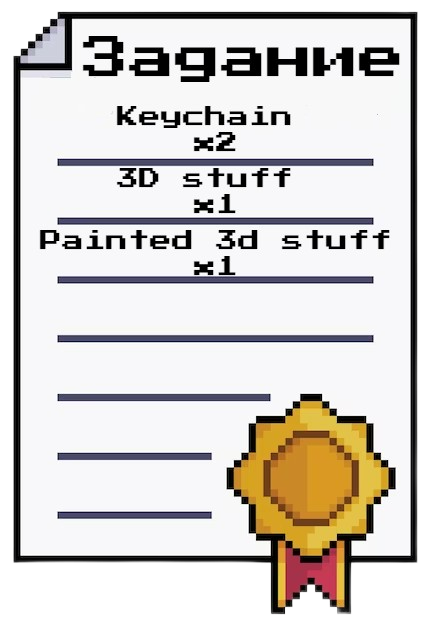 Задание
Keychain
x2
3D stuff
x1
Painted 3d stuff
x1